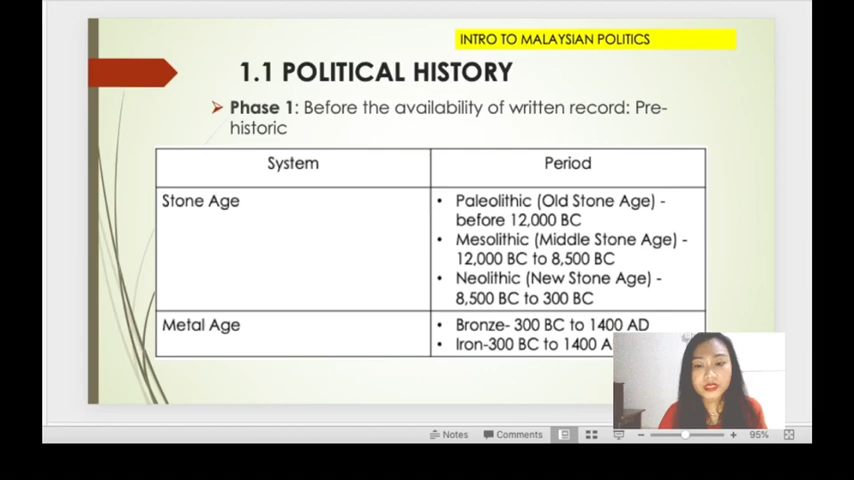 INTRO TO MALAYSIAN POLITICS
1.1 POLITICAL HISTORY
Phase 1: Before the availability of written record: Pre-
historic
System
Period
Stone Age
• Paleolithic (Old Stone Age) -
before 12,000 BC
• Mesolithic (Middle Stone Age) -
12,000 BC to 8,500 BC
• Neolithic (New Stone Age) -
8,500 BC to 300 BC
Metal Age
• Bronze- 300 BC to 1400 AD
• Iron-300 BC to 1400 A
Notes
Comments
95%